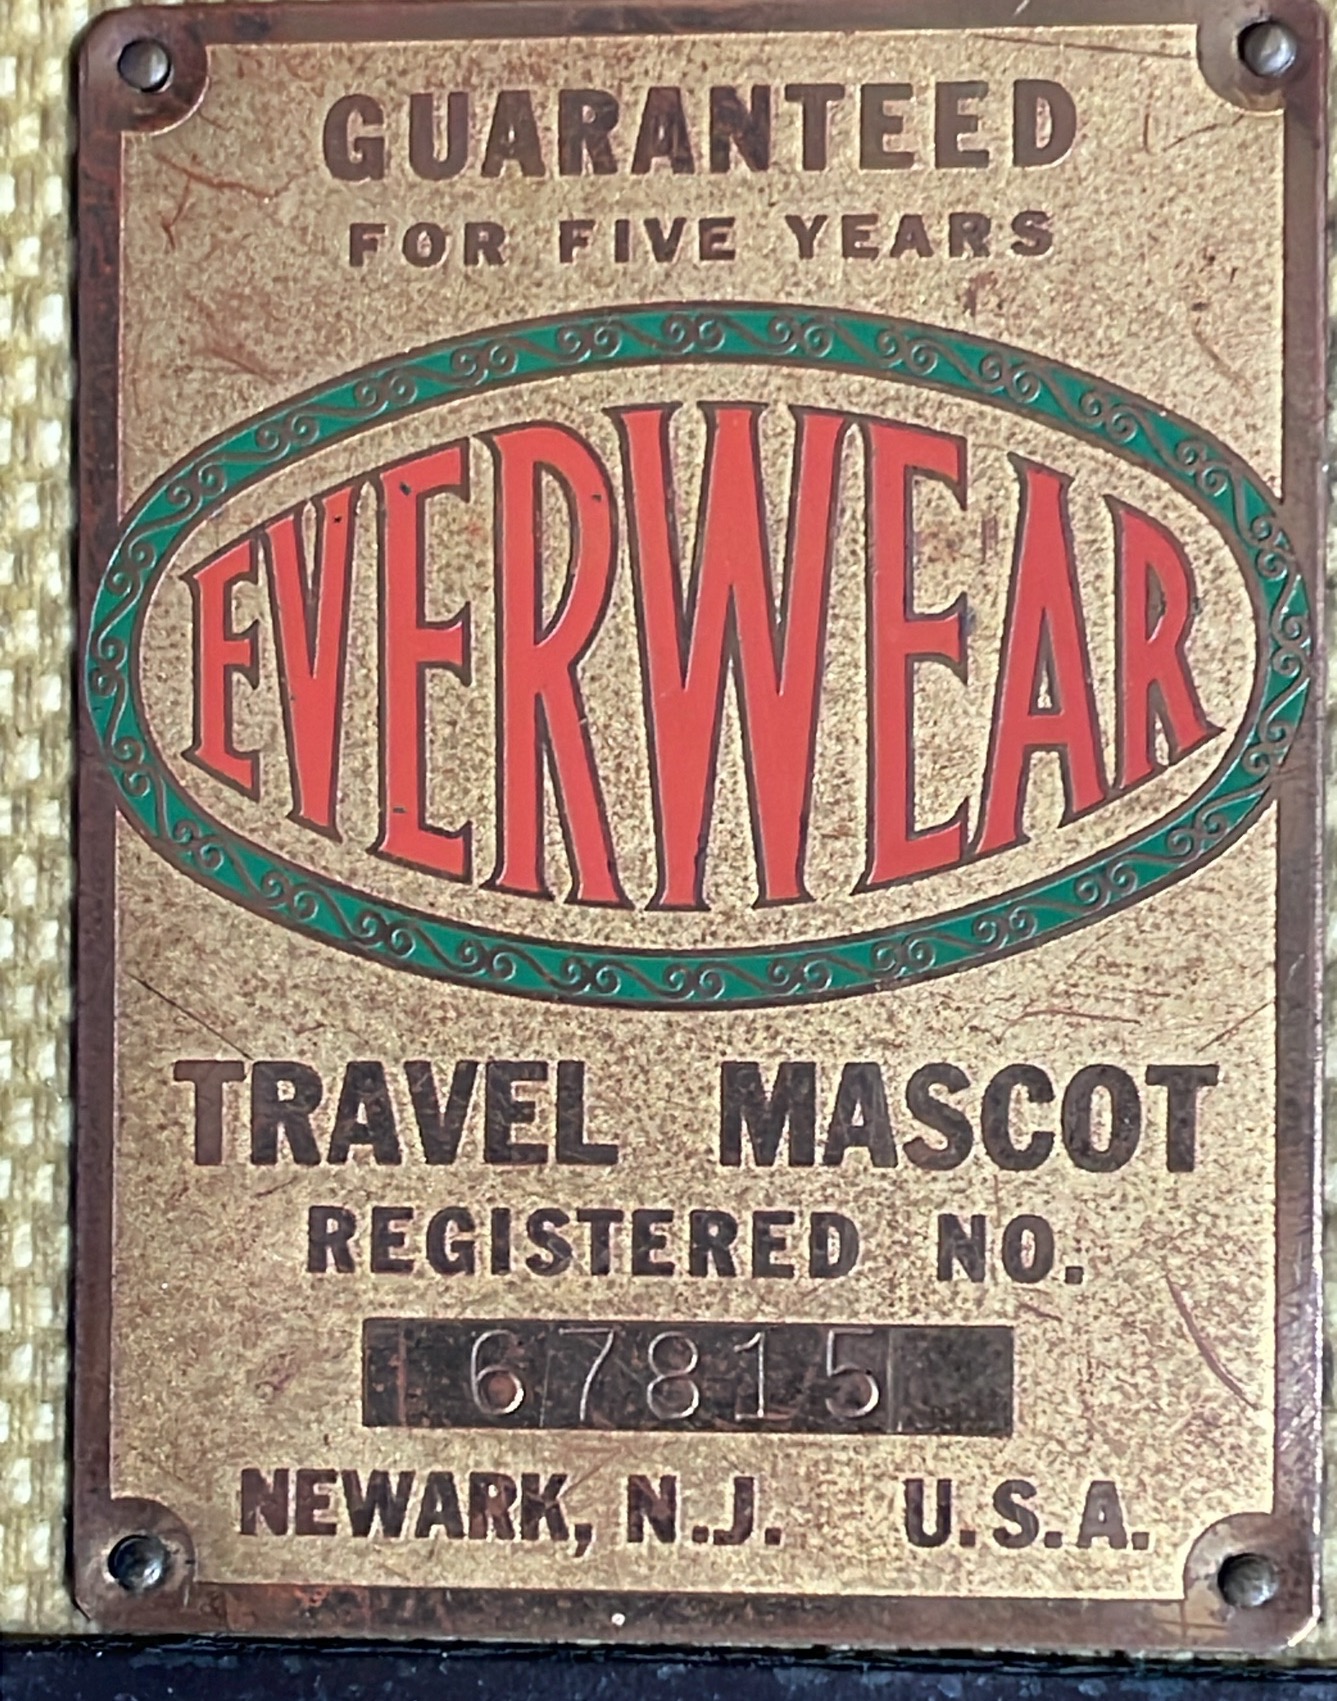 GUARANTEED
FOR FIVE YEARS
EVERWEAR
TRAVEL MASCOT
REGISTERED NO.
67815
NEWARK, N.J. U.S.A.